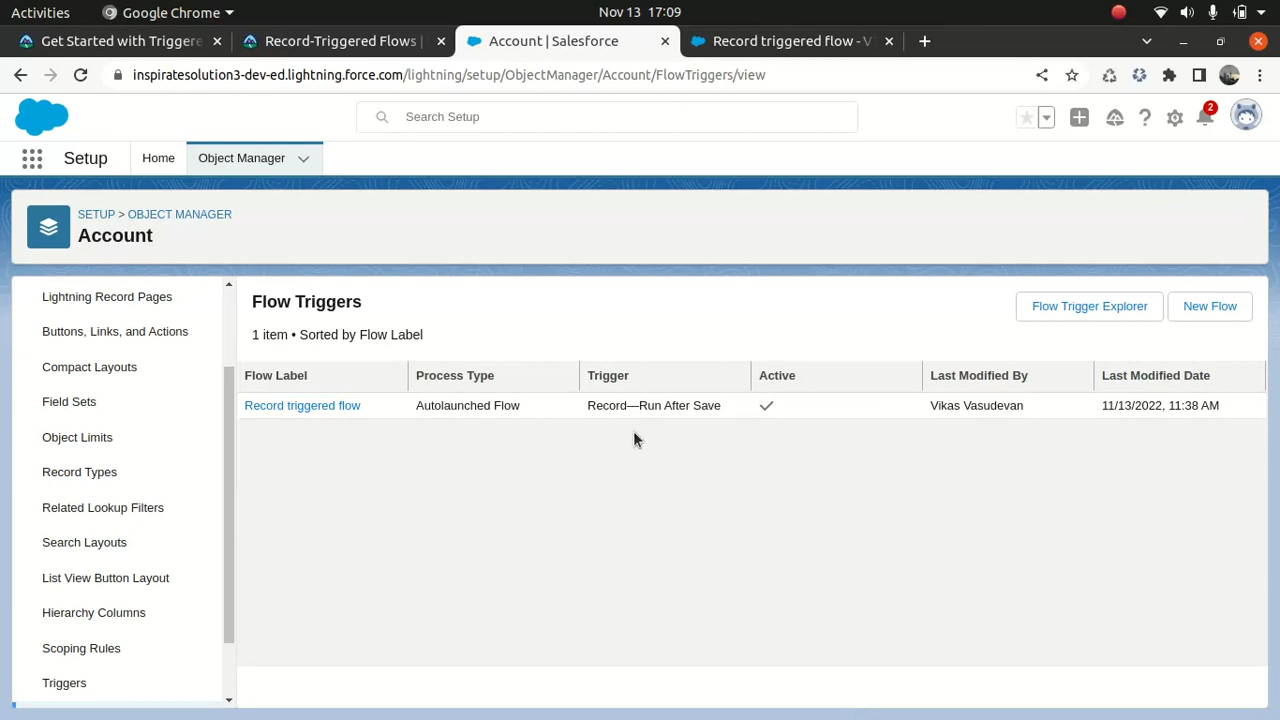 Activities
Google Chrome
Nov 13 17:09
Get Started with Triggere
Record-Triggered Flows |
Account | Salesforce
Record triggered flow - V
inspiratesolution3-dev-ed.lightning.force.com/lightning/setup/ObjectManager/Account/FlowTriggers/view
Search Setup
2
Setup
Home
Object Manager
SETUP > OBJECT MANAGER
Account
Lightning Record Pages
Buttons, Links, and Actions
Compact Layouts
Field Sets
Object Limits
Record Types
Related Lookup Filters
Search Layouts
List View Button Layout
Hierarchy Columns
Scoping Rules
Triggers
Flow Triggers
1 item • Sorted by Flow Label
Flow Trigger Explorer
New Flow
Flow Label Process Type Trigger Active Last Modified By Last Modified Date
Record triggered flow Autolaunched Flow Record—Run After Save Vikas Vasudevan 11/13/2022, 11:38 AM